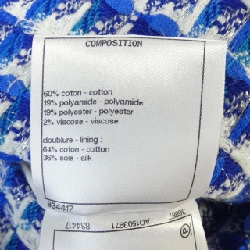 COMPOSITION
60% coton - cotton
19% polyamide - polyamide
19% polyester - polyester
2% viscose - viscose
doublure - lining :
64% coton - cotton
36% soie - silk